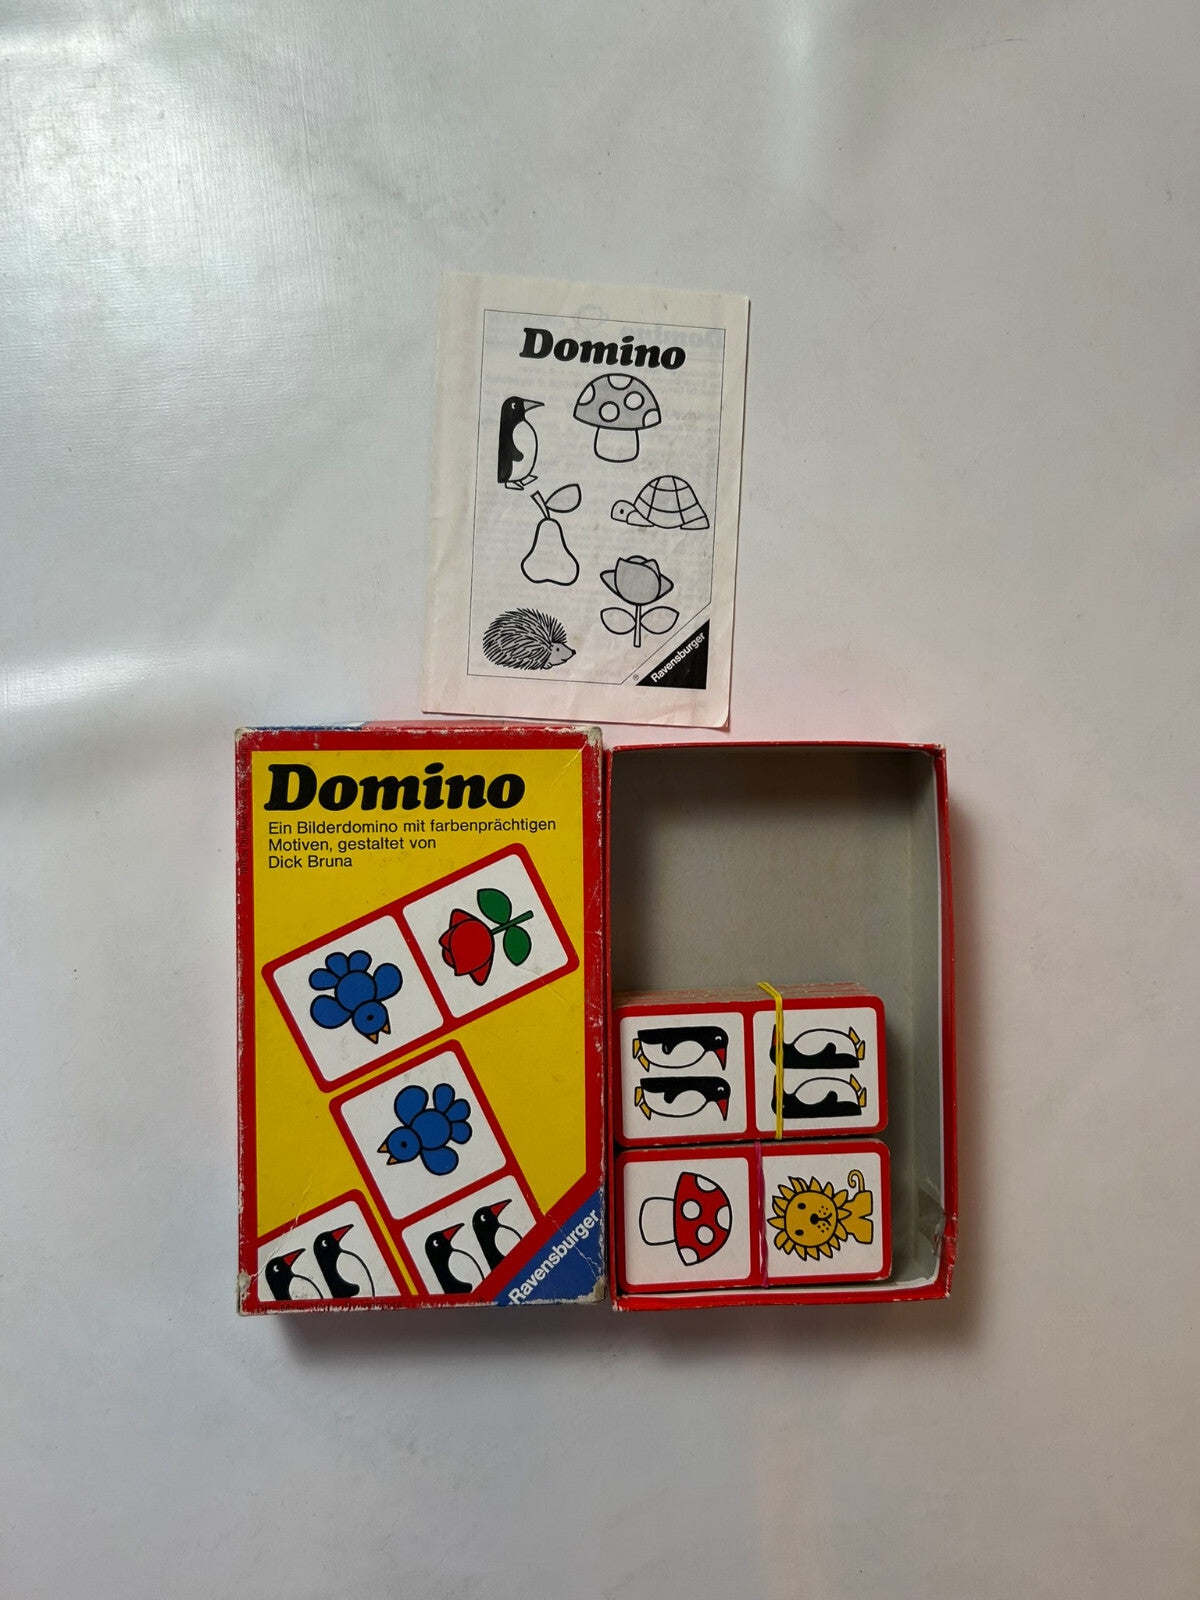 Domino
Ravensburger
Domino
Ein Bilderdomino mit farbenprächtigen
Motiven, gestaltet von
Dick Bruna
Ravensburger